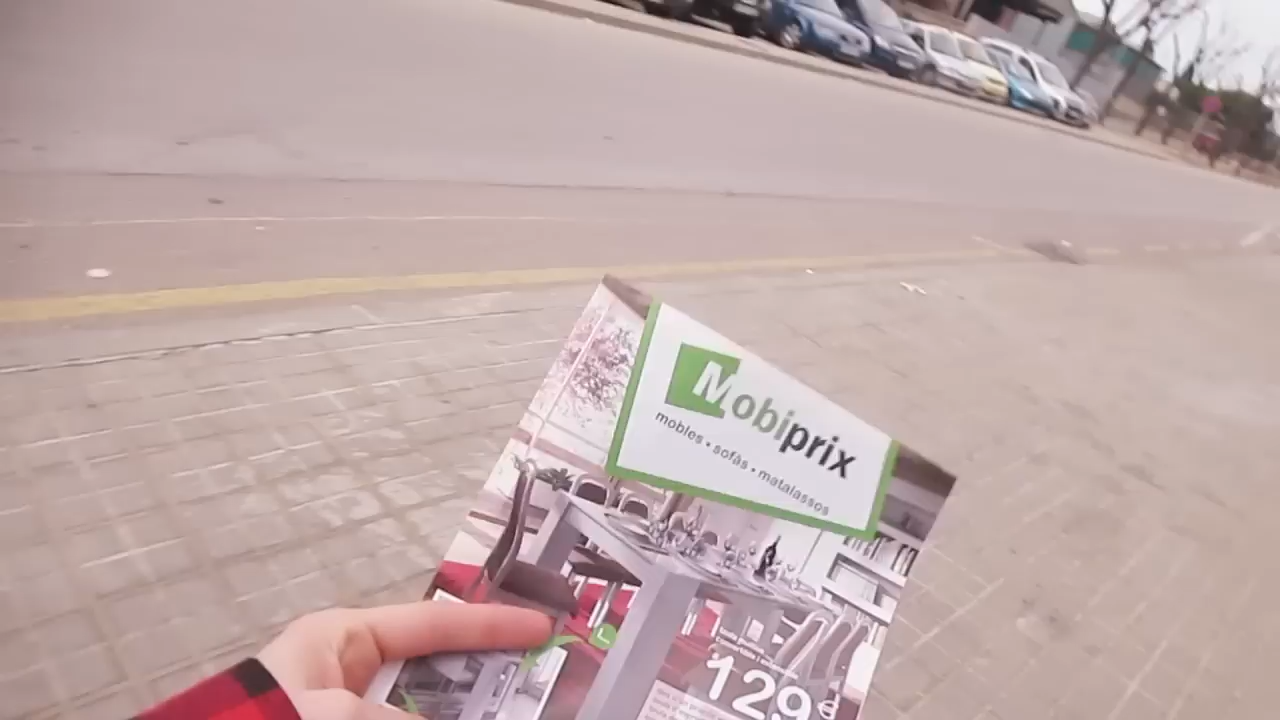 Mobiprix
mobles • sofàs • matalassos
129€